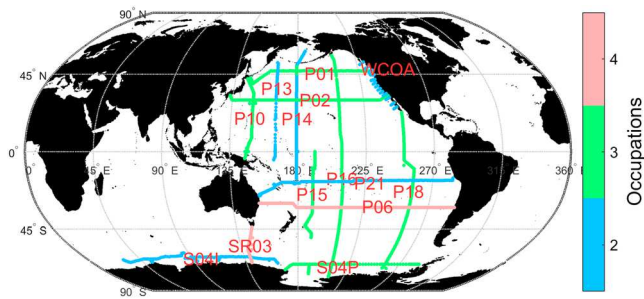 90° N
45° N
0°
45° S
90° S
0° E
45° E
90° E
180° E
225° E
270° E
315° E
360° E
P01
WCOA
P13
P02
P10
P14
P16
P21
P15
P18
P06
SR03
S04I
S04P
4
3
2
Occupations